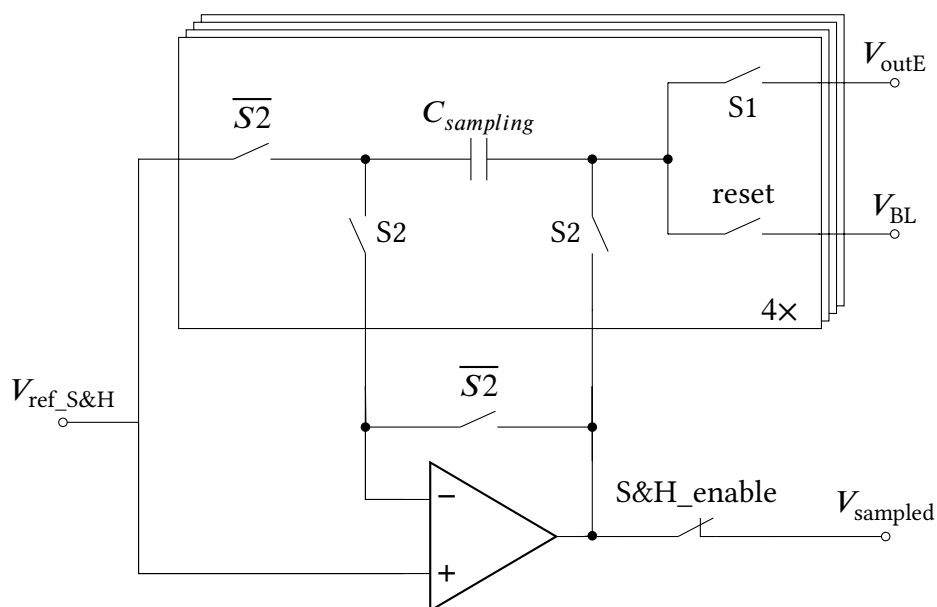 V_outE
S2
C_sampling
S1
reset
V_BL
S2
S2
4×
V_ref_S&H
S2
S&H_enable
V_sampled
−
+